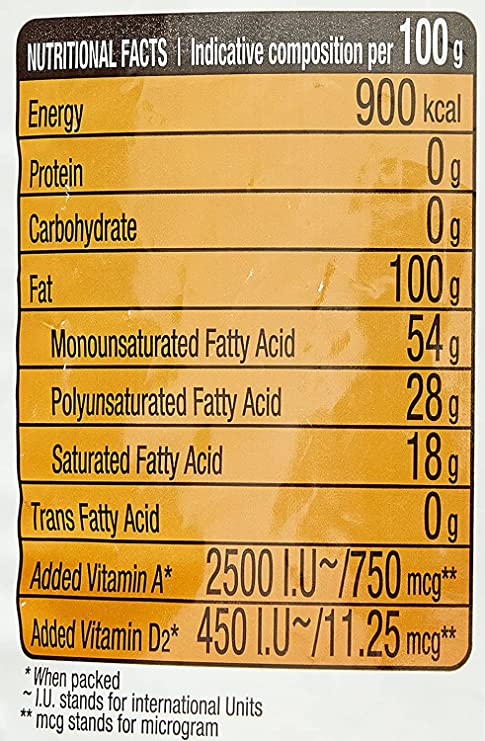 NUTRITIONAL FACTS | Indicative composition per 100 g
Energy 900 kcal
Protein 0 g
Carbohydrate 0 g
Fat 100 g
Monounsaturated Fatty Acid 54 g
Polyunsaturated Fatty Acid 28 g
Saturated Fatty Acid 18 g
Trans Fatty Acid 0 g
Added Vitamin A* 2500 I.U~/750 mcg**
Added Vitamin D2* 450 I.U~/11.25 mcg**
*When packed
~I.U. stands for international Units
** mcg stands for microgram